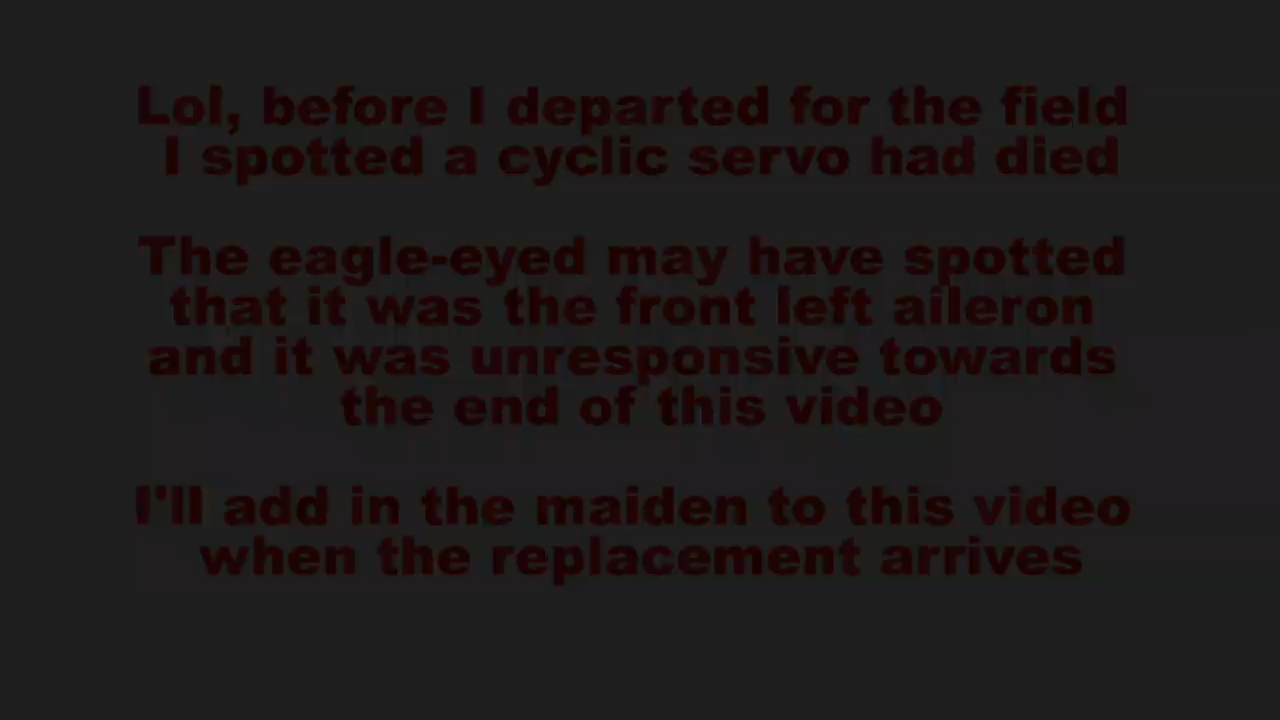 Lol, before I departed for the field
I spotted a cyclic servo had died
The eagle-eyed may have spotted
that it was the front left aileron
and it was unresponsive towards
the end of this video
I'll add in the maiden to this video
when the replacement arrives